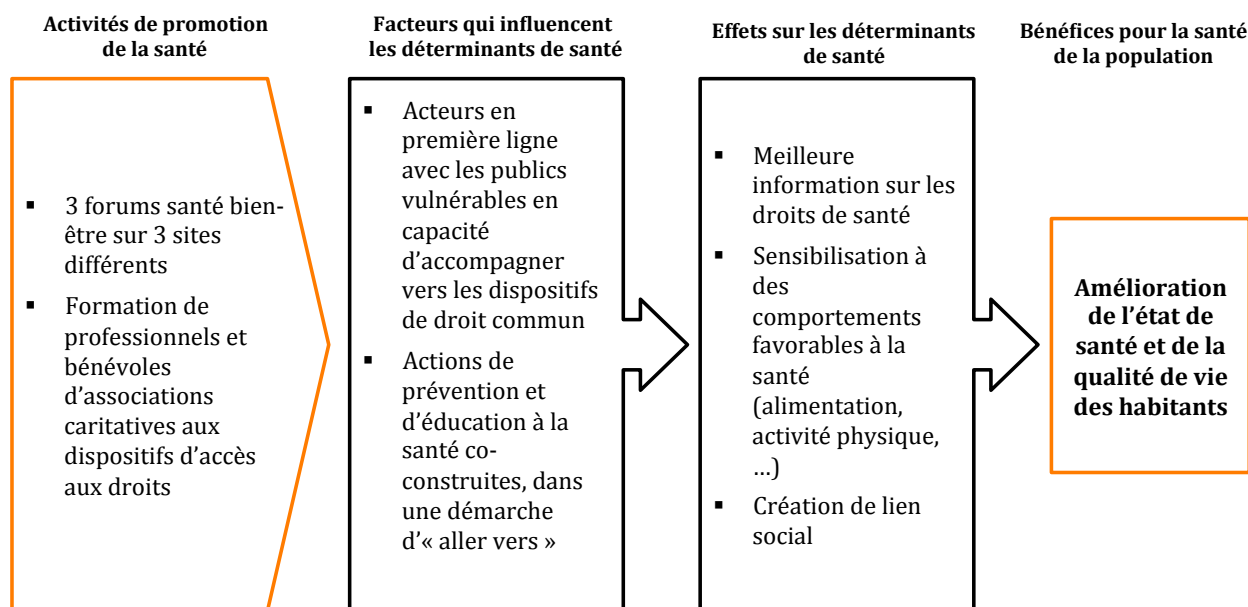 Activités de promotion
de la santé
Facteurs qui influencent
les déterminants de santé
Effets sur les déterminants
de santé
Bénéfices pour la santé
de la population
▪ 3 forums santé bien-
être sur 3 sites
différents
▪ Formation de
professionnels et
bénévoles
d’associations
caritatives aux
dispositifs d’accès
aux droits
▪ Acteurs en
première ligne
avec les publics
vulnérables en
capacité
d’accompagner
vers les dispositifs
de droit commun
▪ Actions de
prévention et
d’éducation à la
santé co-
construites, dans
une démarche
d’« aller vers »
▪ Meilleure
information sur les
droits de santé
▪ Sensibilisation à
des
comportements
favorables à la
santé
(alimentation,
activité physique,
…)
▪ Création de lien
social
Amélioration
de l’état de
santé et de la
qualité de vie
des habitants